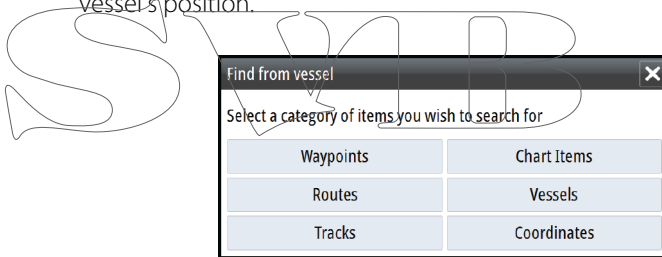 vessel's position.
SVB
Find from vessel
Select a category of items you wish to search for
Waypoints Chart Items
Routes Vessels
Tracks Coordinates